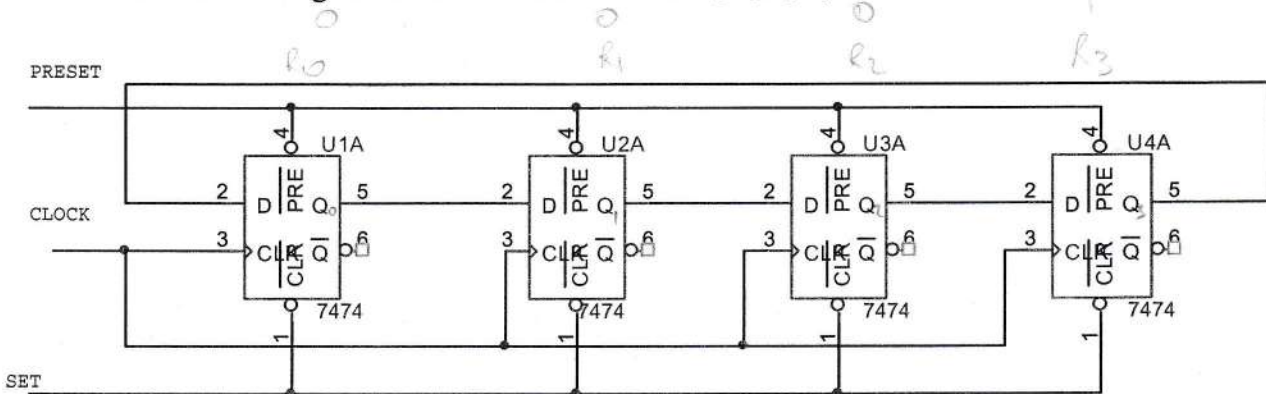 0 0 0 1
R0 R1 R2 R3
PRESET
4 4 4 4
U1A U2A U3A U4A
2 D PRE Q0 5 2 D PRE Q1 5 2 D PRE Q2 5 2 D PRE Q3 5
CLOCK
3 CLK CLR Q 6 3 CLK CLR Q 6 3 CLK CLR Q 6 3 CLK CLR Q 6
7474 7474 7474 7474
1 1 1 1
SET